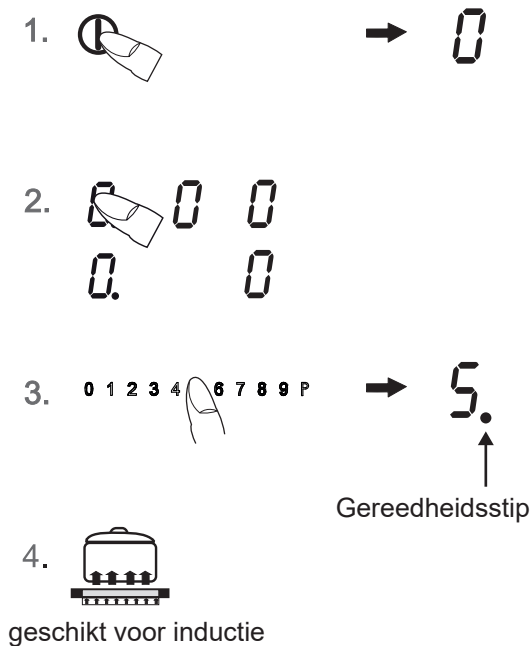 1. 0
2. 0. 0 0
0. 0
3. 0 1 2 3 4 6 7 8 9 P 5.
Gereedheidsstip
4.
geschikt voor inductie